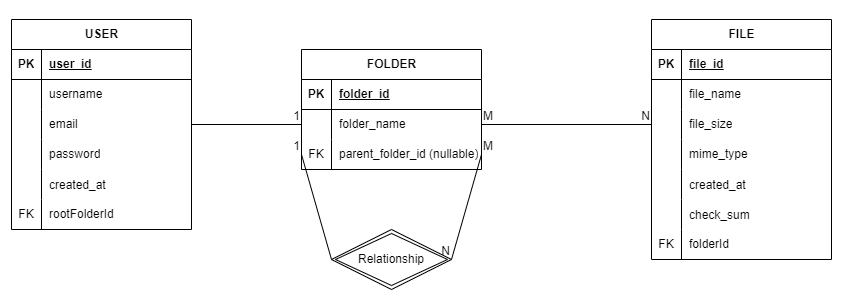 USER
PK user_id
username
email
password
created_at
FK rootFolderId
1
1
FOLDER
PK folder_id
folder_name
FK parent_folder_id (nullable)
M
M
N
Relationship
N
FILE
PK file_id
file_name
file_size
mime_type
created_at
check_sum
FK folderId